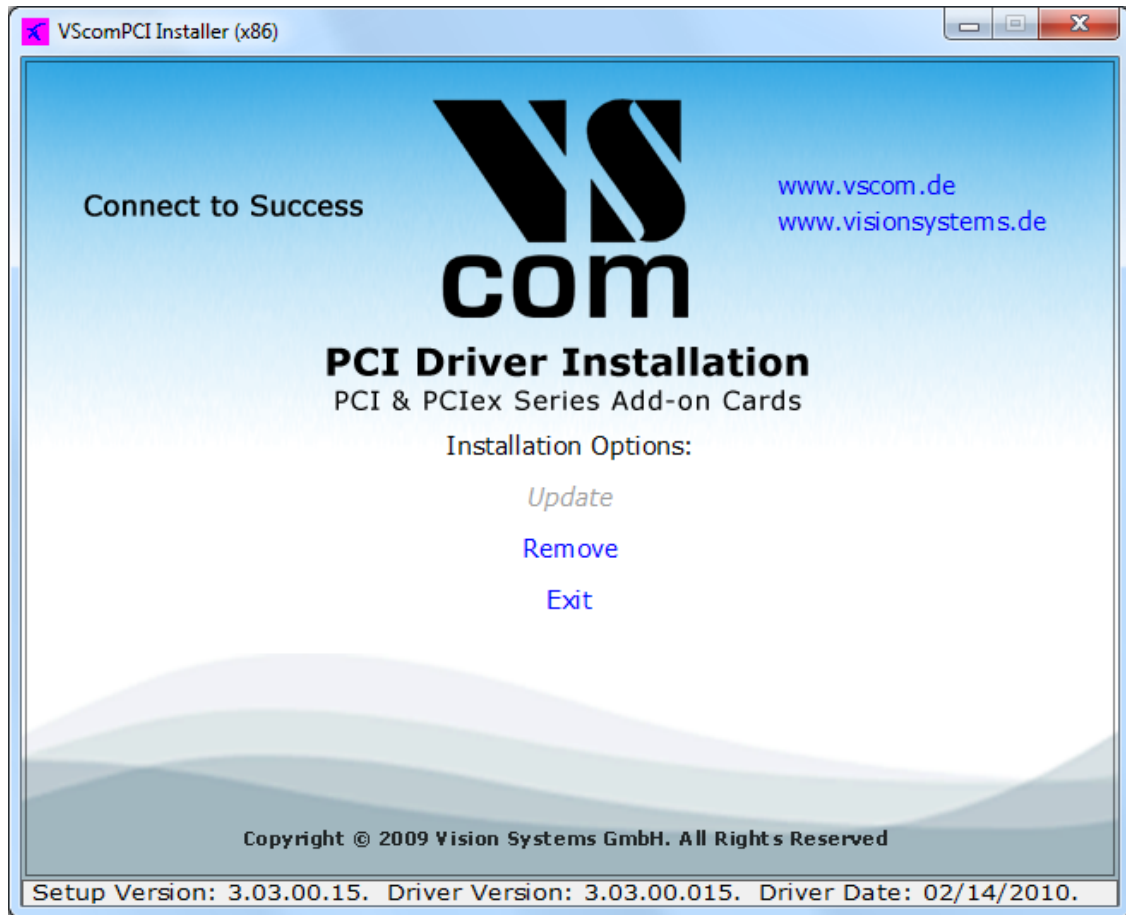 VScomPCI Installer (x86)
Connect to Success
VS
com
www.vscom.de
www.visionsystems.de
PCI Driver Installation
PCI & PCIex Series Add-on Cards
Installation Options:
Update
Remove
Exit
Copyright © 2009 Vision Systems GmbH. All Rights Reserved
Setup Version: 3.03.00.15. Driver Version: 3.03.00.015. Driver Date: 02/14/2010.